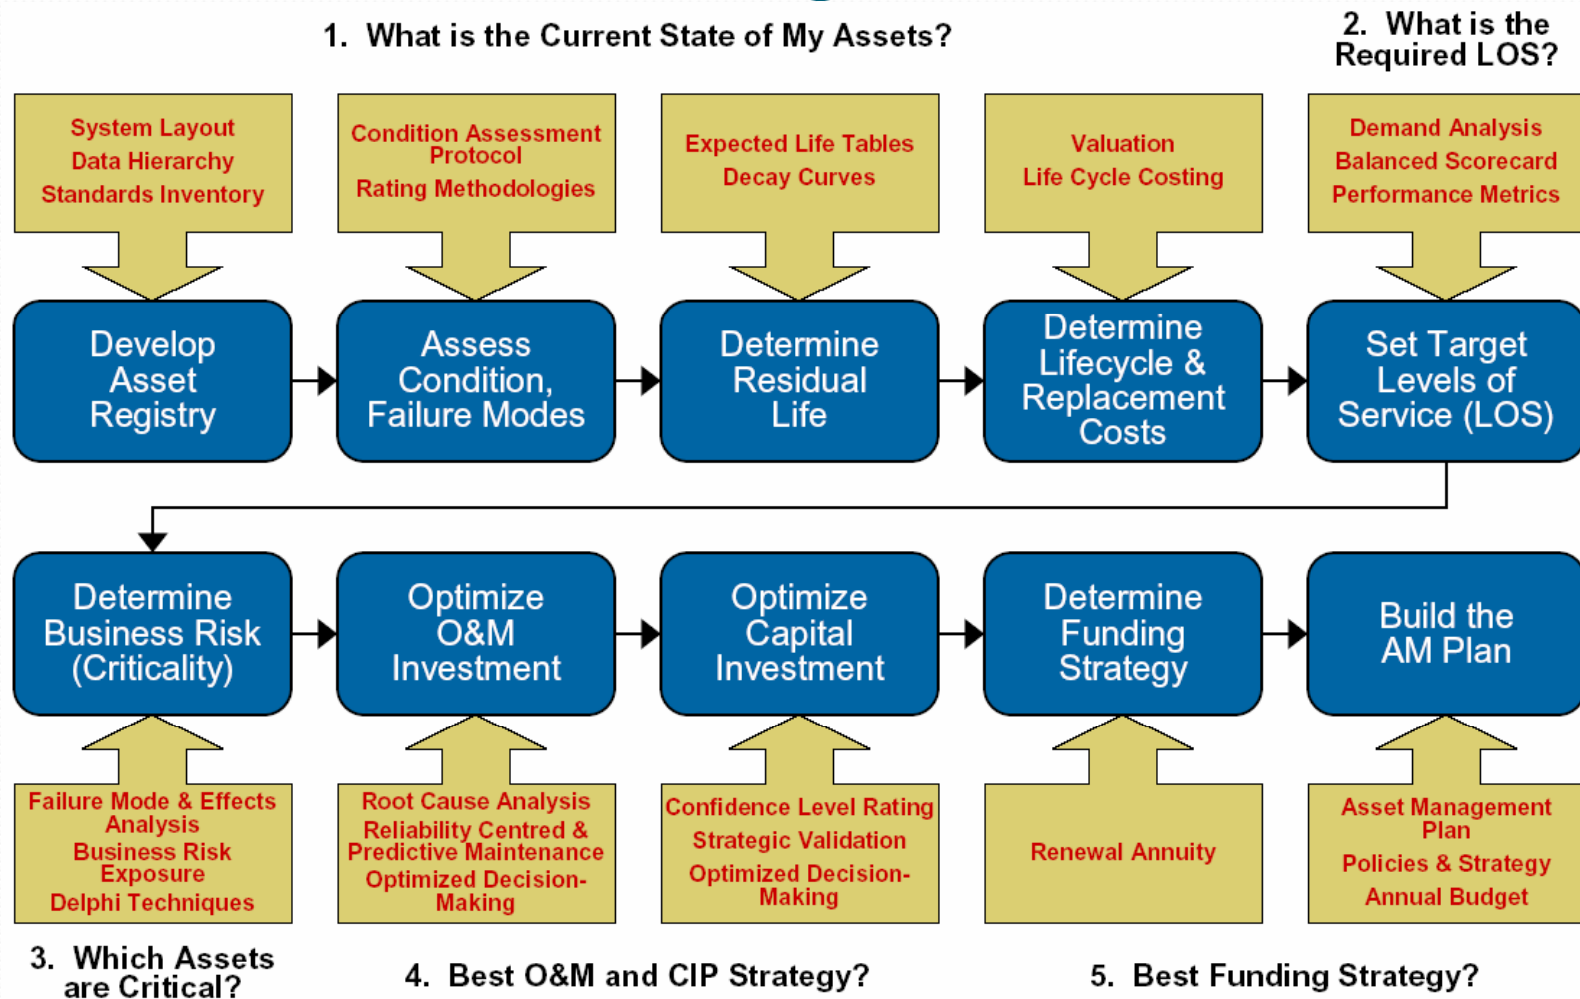 1.  What is the Current State of My Assets?
2.  What is the
Required LOS?
System Layout
Data Hierarchy
Standards Inventory
Condition Assessment
Protocol
Rating Methodologies
Expected Life Tables
Decay Curves
Valuation
Life Cycle Costing
Demand Analysis
Balanced Scorecard
Performance Metrics
Develop
Asset
Registry
Assess
Condition,
Failure Modes
Determine
Residual
Life
Determine
Lifecycle &
Replacement
Costs
Set Target
Levels of
Service (LOS)
Determine
Business Risk
(Criticality)
Optimize
O&M
Investment
Optimize
Capital
Investment
Determine
Funding
Strategy
Build the
AM Plan
Failure Mode & Effects
Analysis
Business Risk
Exposure
Delphi Techniques
Root Cause Analysis
Reliability Centred &
Predictive Maintenance
Optimized Decision-
Making
Confidence Level Rating
Strategic Validation
Optimized Decision-
Making
Renewal Annuity
Asset Management
Plan
Policies & Strategy
Annual Budget
3.  Which Assets
are Critical?
4.  Best O&M and CIP Strategy?
5.  Best Funding Strategy?